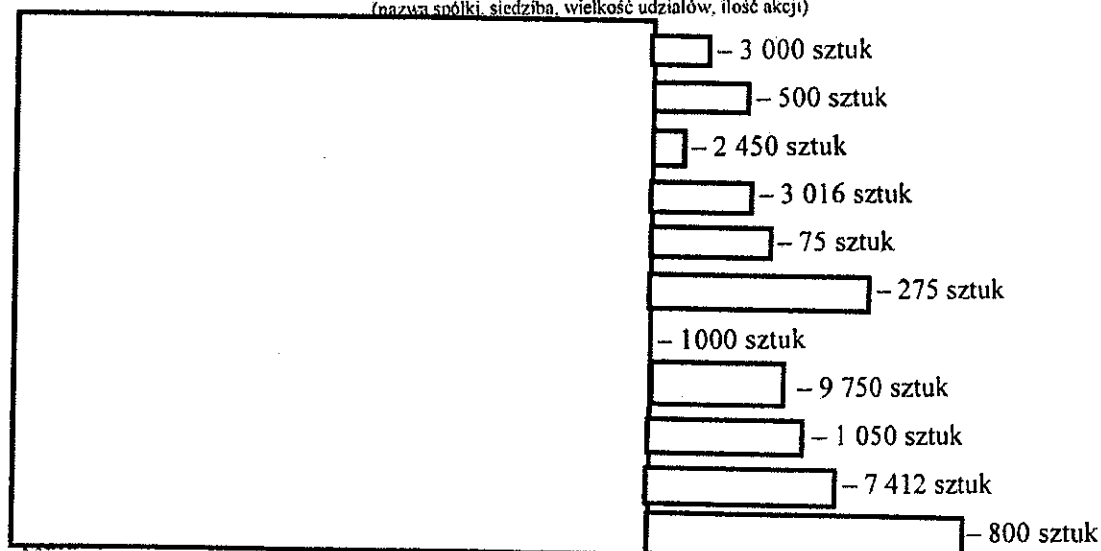 (nazwa spółki, siedziba, wielkość udziałów, ilość akcji)
– 3 000 sztuk
– 500 sztuk
– 2 450 sztuk
– 3 016 sztuk
– 75 sztuk
– 275 sztuk
– 1000 sztuk
– 9 750 sztuk
– 1 050 sztuk
– 7 412 sztuk
– 800 sztuk